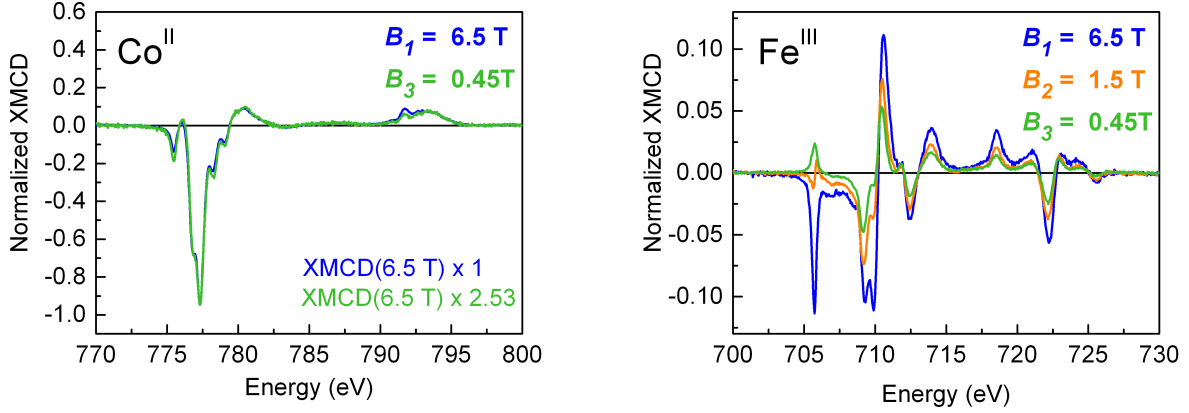 Normalized XMCD
0.6
0.4
0.2
0.0
-0.2
-0.4
-0.6
-0.8
-1.0
Co^II
B_1 = 6.5 T
B_3 = 0.45T
XMCD(6.5 T) x 1
XMCD(6.5 T) x 2.53
770 775 780 785 790 795 800
Energy (eV)
Normalized XMCD
0.10
0.05
0.00
-0.05
-0.10
Fe^III
B_1 = 6.5 T
B_2 = 1.5 T
B_3 = 0.45T
700 705 710 715 720 725 730
Energy (eV)